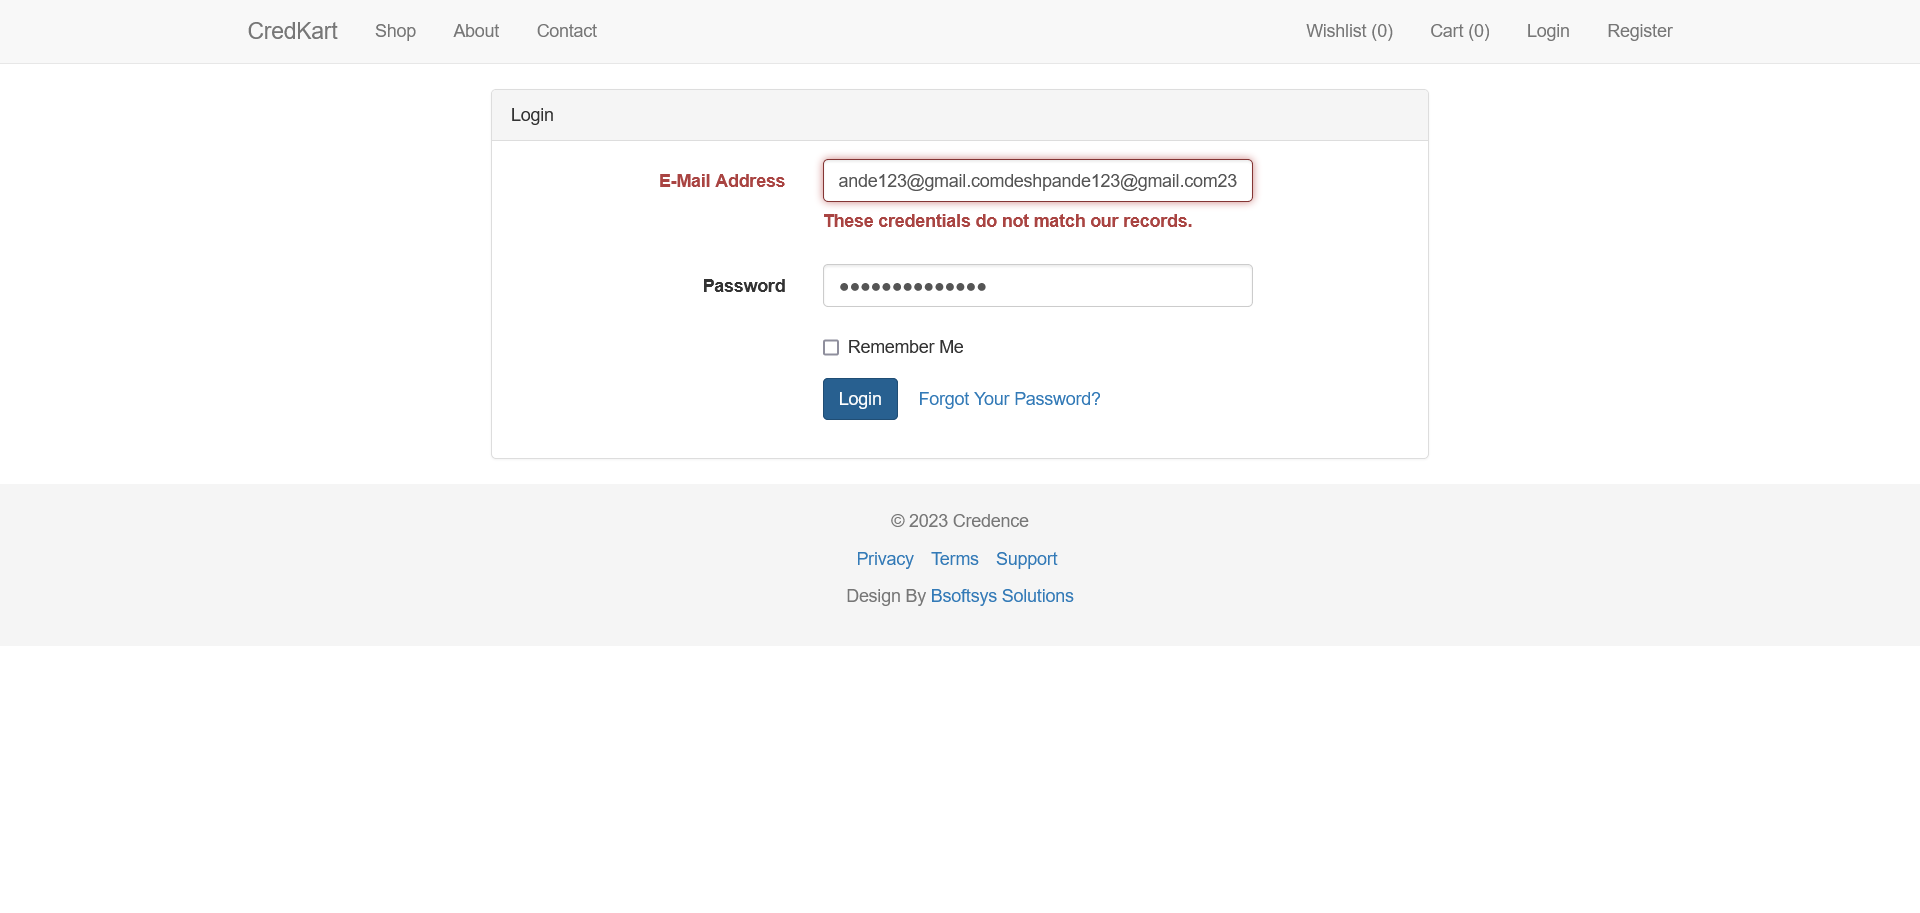 CredKart Shop About Contact Wishlist (0) Cart (0) Login Register
Login
E-Mail Address ande123@gmail.comdeshpande123@gmail.com23
These credentials do not match our records.
Password ••••••••••••••
Remember Me
Login Forgot Your Password?
© 2023 Credence
Privacy Terms Support
Design By Bsoftsys Solutions